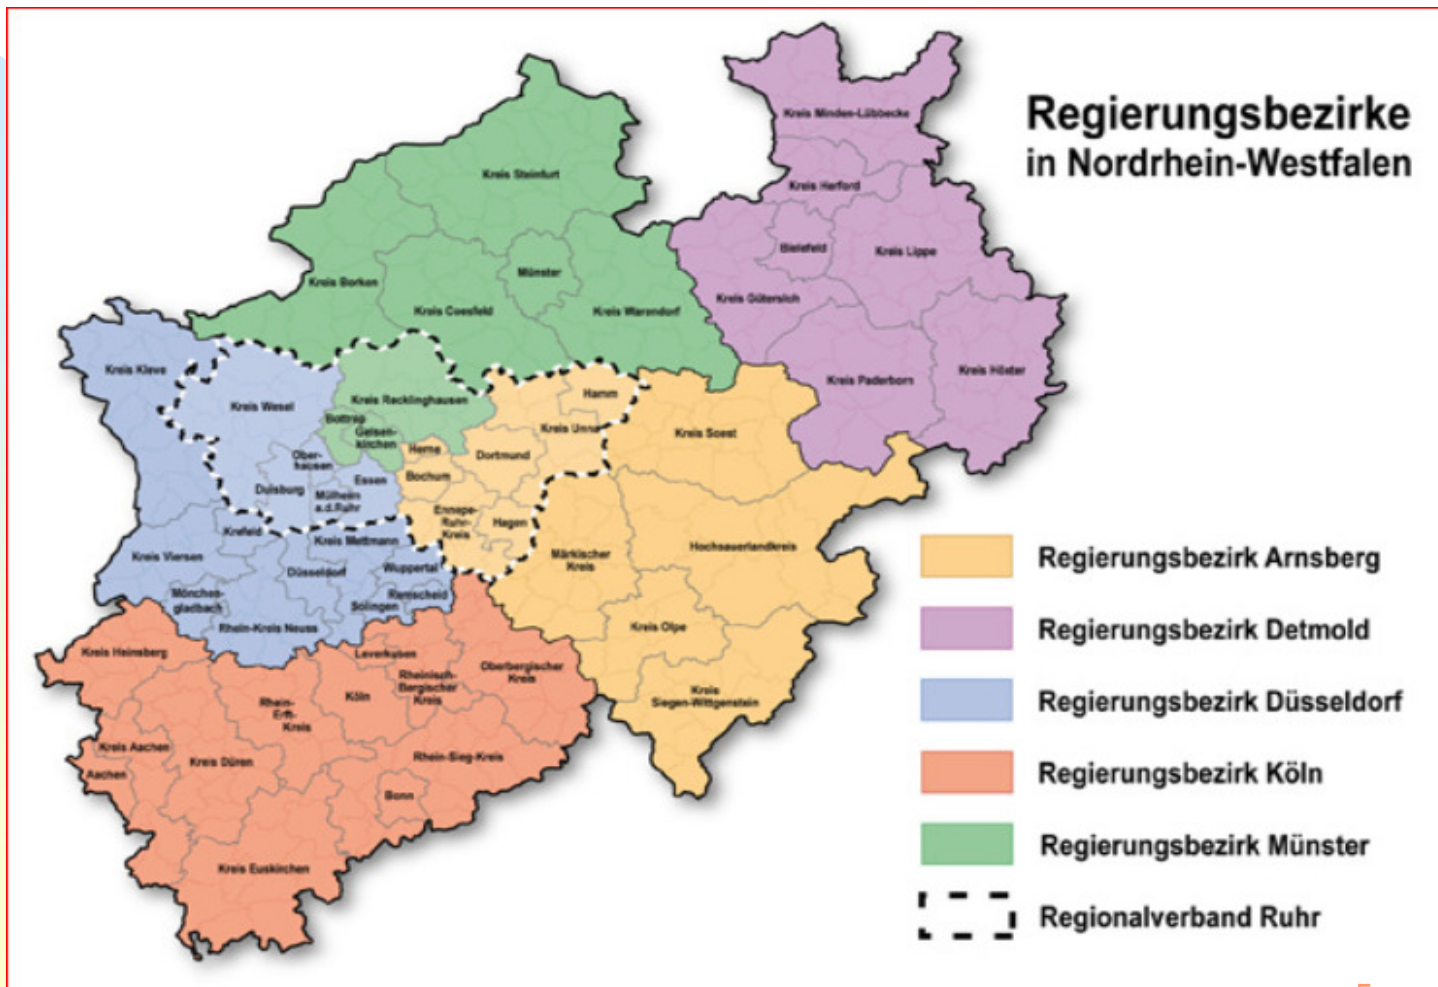 Regierungsbezirke
in Nordrhein-Westfalen
Kreis Minden-Lübbecke
Kreis Steinfurt
Kreis Herford
Bielefeld
Kreis Lippe
Münster
Kreis Borken
Kreis Coesfeld
Kreis Warendorf
Kreis Gütersloh
Kreis Kleve
Kreis Paderborn
Kreis Höxter
Kreis Wesel
Kreis Recklinghausen
Hamm
Bottrop
Gelsen-
kirchen
Kreis Unna
Kreis Soest
Ober-
hausen
Herne
Dortmund
Duisburg
Essen
Bochum
Mülheim
a.d.Ruhr
Ennepe-
Ruhr-
Kreis
Hagen
Krefeld
Kreis Mettmann
Kreis Viersen
Düsseldorf
Wuppertal
Märkischer
Kreis
Hochsauerlandkreis
Mönchen-
gladbach
Solingen
Remscheid
Rhein-Kreis Neuss
Kreis Olpe
Kreis Heinsberg
Leverkusen
Rheinisch-
Bergischer
Kreis
Oberbergischer
Kreis
Köln
Rhein-
Erft-
Kreis
Kreis
Siegen-Wittgenstein
Kreis Aachen
Aachen
Kreis Düren
Rhein-Sieg-Kreis
Bonn
Kreis Euskirchen
Regierungsbezirk Arnsberg
Regierungsbezirk Detmold
Regierungsbezirk Düsseldorf
Regierungsbezirk Köln
Regierungsbezirk Münster
Regionalverband Ruhr